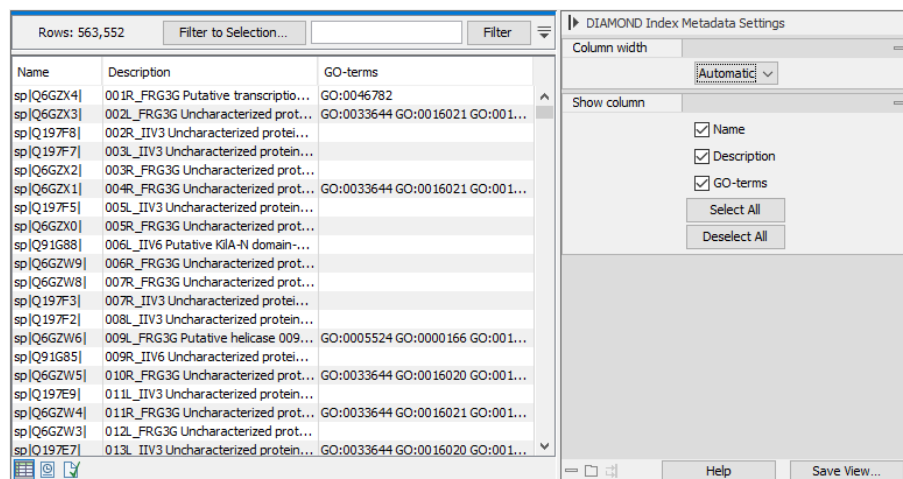 Rows: 563,552 Filter to Selection... Filter
Name Description GO-terms
sp|Q6GZX4| 001R_FRG3G Putative transcriptio... GO:0046782
sp|Q6GZX3| 002L_FRG3G Uncharacterized prot... GO:0033644 GO:0016021 GO:001...
sp|Q197F8| 002R_IIV3 Uncharacterized protei...
sp|Q197F7| 003L_IIV3 Uncharacterized protein...
sp|Q6GZX2| 003R_FRG3G Uncharacterized prot...
sp|Q6GZX1| 004R_FRG3G Uncharacterized prot... GO:0033644 GO:0016021 GO:001...
sp|Q197F5| 005L_IIV3 Uncharacterized protein...
sp|Q6GZX0| 005R_FRG3G Uncharacterized prot...
sp|Q91G88| 006L_IIV6 Putative KilA-N domain-...
sp|Q6GZW9| 006R_FRG3G Uncharacterized prot...
sp|Q6GZW8| 007R_FRG3G Uncharacterized prot...
sp|Q197F3| 007R_IIV3 Uncharacterized protei...
sp|Q197F2| 008L_IIV3 Uncharacterized protein...
sp|Q6GZW6| 009L_FRG3G Putative helicase 009... GO:0005524 GO:0000166 GO:001...
sp|Q91G85| 009R_IIV6 Uncharacterized protei...
sp|Q6GZW5| 010R_FRG3G Uncharacterized prot... GO:0033644 GO:0016020 GO:001...
sp|Q197E9| 011L_IIV3 Uncharacterized protein...
sp|Q6GZW4| 011R_FRG3G Uncharacterized prot... GO:0033644 GO:0016021 GO:001...
sp|Q6GZW3| 012L_FRG3G Uncharacterized prot...
sp|Q197E7| 013L_IIV3 Uncharacterized protein... GO:0033644 GO:0016020 GO:001...
DIAMOND Index Metadata Settings
Column width
Automatic
Show column
Name
Description
GO-terms
Select All
Deselect All
Help Save View...